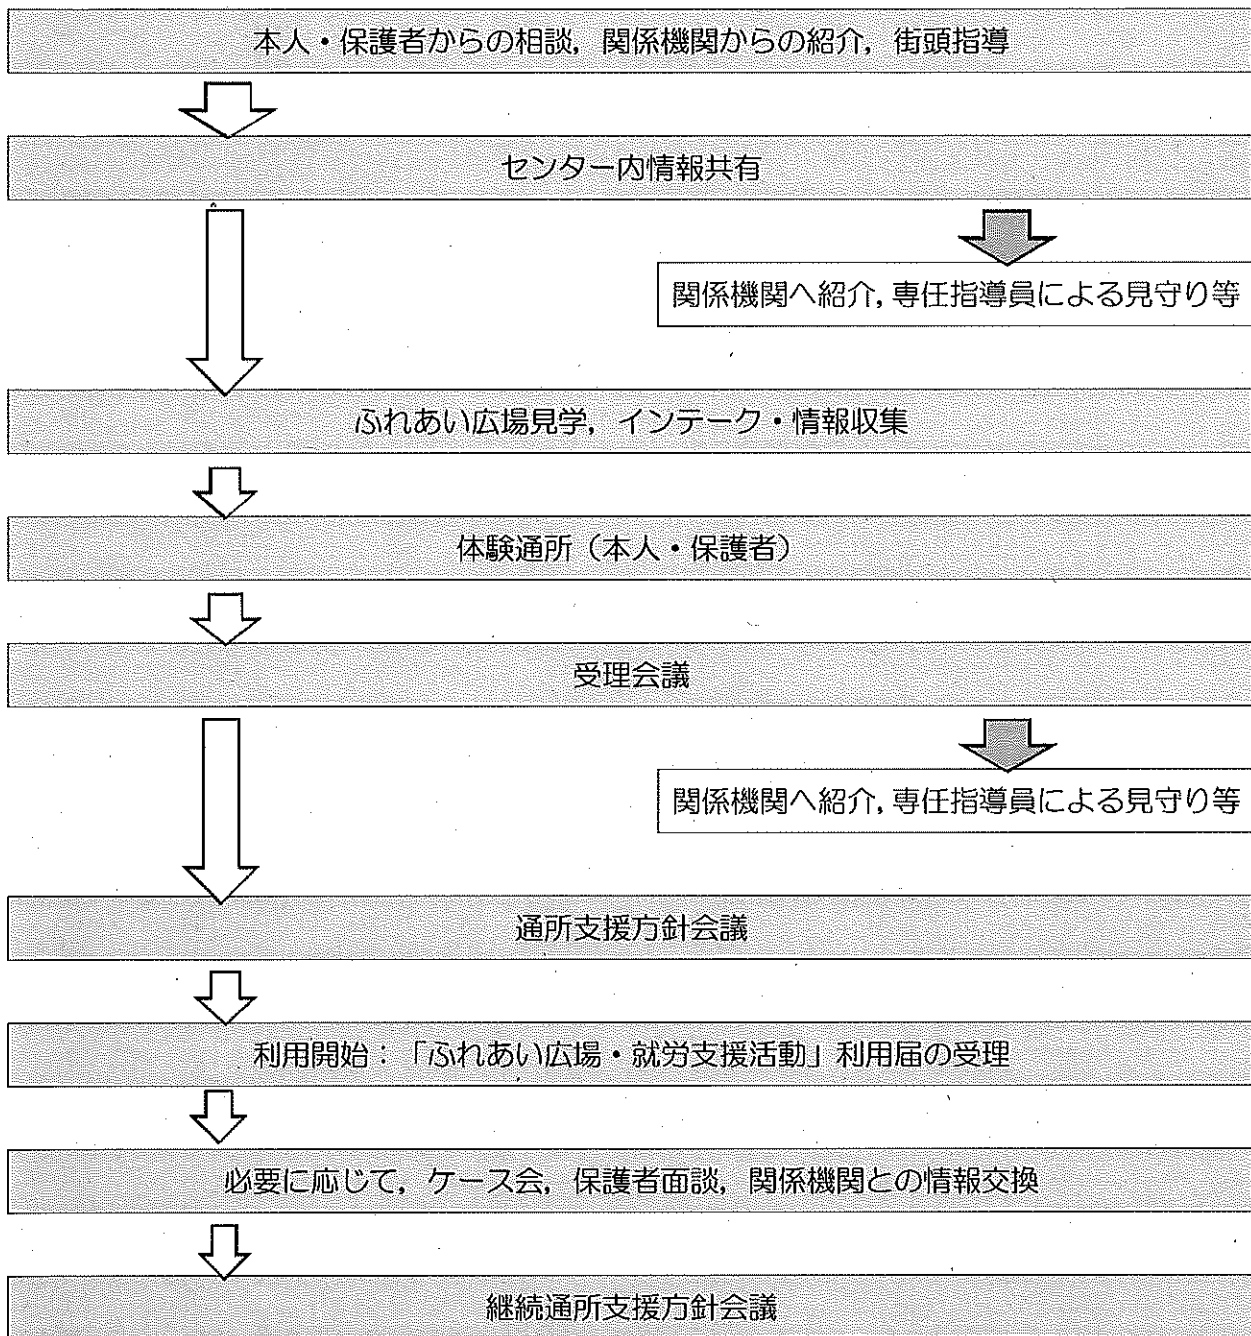 本人・保護者からの相談，関係機関からの紹介，街頭指導
センター内情報共有
関係機関へ紹介，専任指導員による見守り等
ふれあい広場見学，インテーク・情報収集
体験通所（本人・保護者）
受理会議
関係機関へ紹介，専任指導員による見守り等
通所支援方針会議
利用開始：「ふれあい広場・就労支援活動」利用届の受理
必要に応じて，ケース会，保護者面談，関係機関との情報交換
継続通所支援方針会議